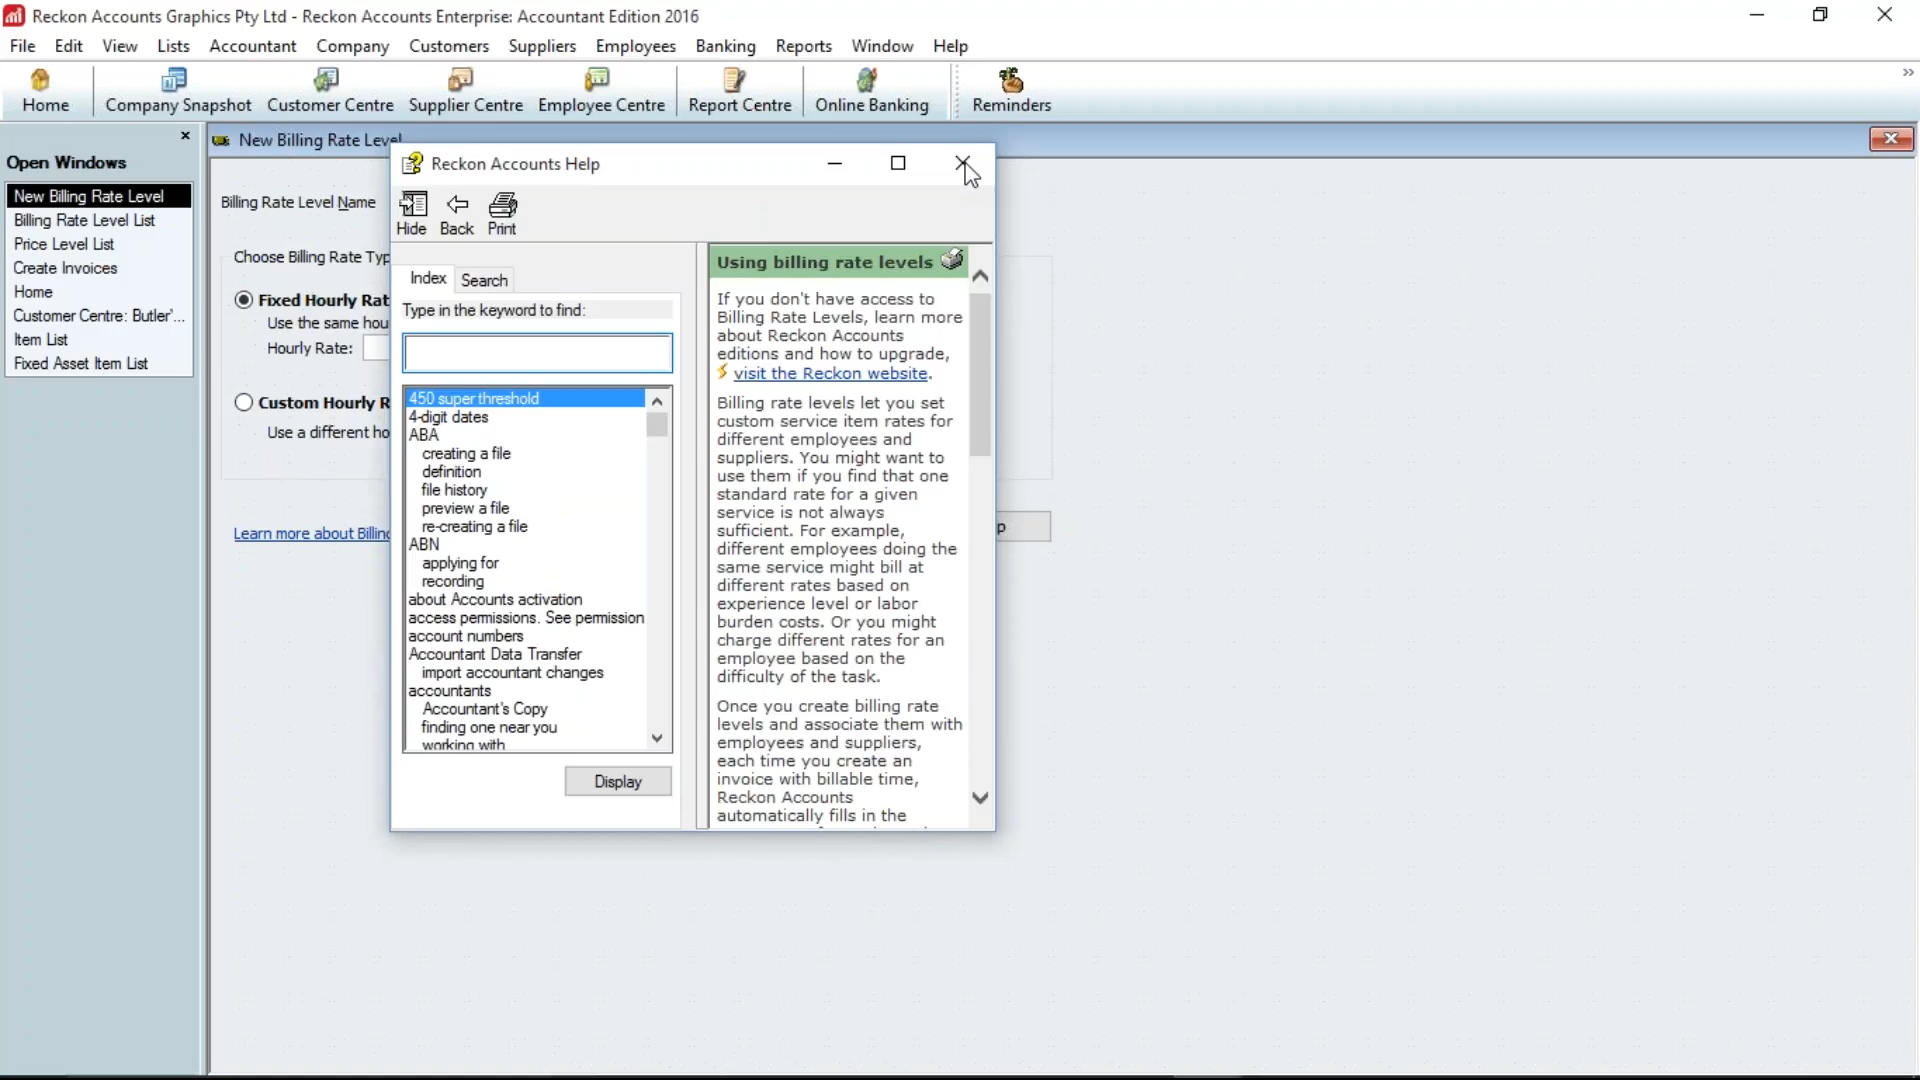 Reckon Accounts Graphics Pty Ltd - Reckon Accounts Enterprise: Accountant Edition 2016
File Edit View Lists Accountant Company Customers Suppliers Employees Banking Reports Window Help
Home Company Snapshot Customer Centre Supplier Centre Employee Centre Report Centre Online Banking Reminders
Open Windows
New Billing Rate Level
Billing Rate Level List
Price Level List
Create Invoices
Home
Customer Centre: Butler'...
Item List
Fixed Asset Item List
New Billing Rate Level
Billing Rate Level Name
Choose Billing Rate Typ
Fixed Hourly Rat
Use the same hou
Hourly Rate:
Custom Hourly R
Use a different ho
Learn more about Billing
p
Reckon Accounts Help
Hide Back Print
Index Search
Type in the keyword to find:
450 super threshold
4-digit dates
ABA
creating a file
definition
file history
preview a file
re-creating a file
ABN
applying for
recording
about Accounts activation
access permissions. See permission
account numbers
Accountant Data Transfer
import accountant changes
accountants
Accountant's Copy
finding one near you
working with
Display
Using billing rate levels
If you don't have access to
Billing Rate Levels, learn more
about Reckon Accounts
editions and how to upgrade,
visit the Reckon website.
Billing rate levels let you set
custom service item rates for
different employees and
suppliers. You might want to
use them if you find that one
standard rate for a given
service is not always
sufficient. For example,
different employees doing the
same service might bill at
different rates based on
experience level or labor
burden costs. Or you might
charge different rates for an
employee based on the
difficulty of the task.
Once you create billing rate
levels and associate them with
employees and suppliers,
each time you create an
invoice with billable time,
Reckon Accounts
automatically fills in the